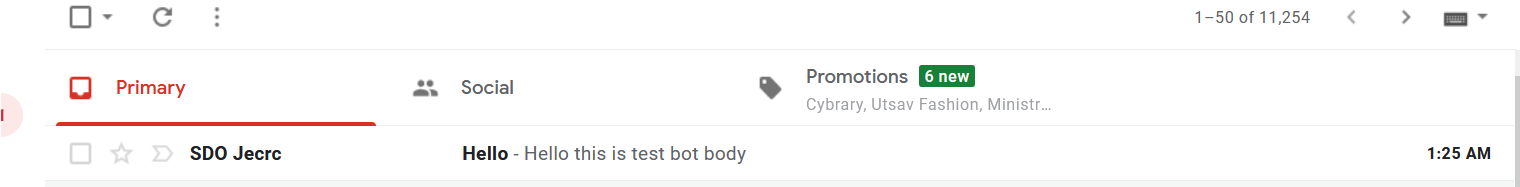 1–50 of 11,254
Primary
Social
Promotions 6 new
Cybrary, Utsav Fashion, Ministr...
SDO Jecrc Hello - Hello this is test bot body 1:25 AM